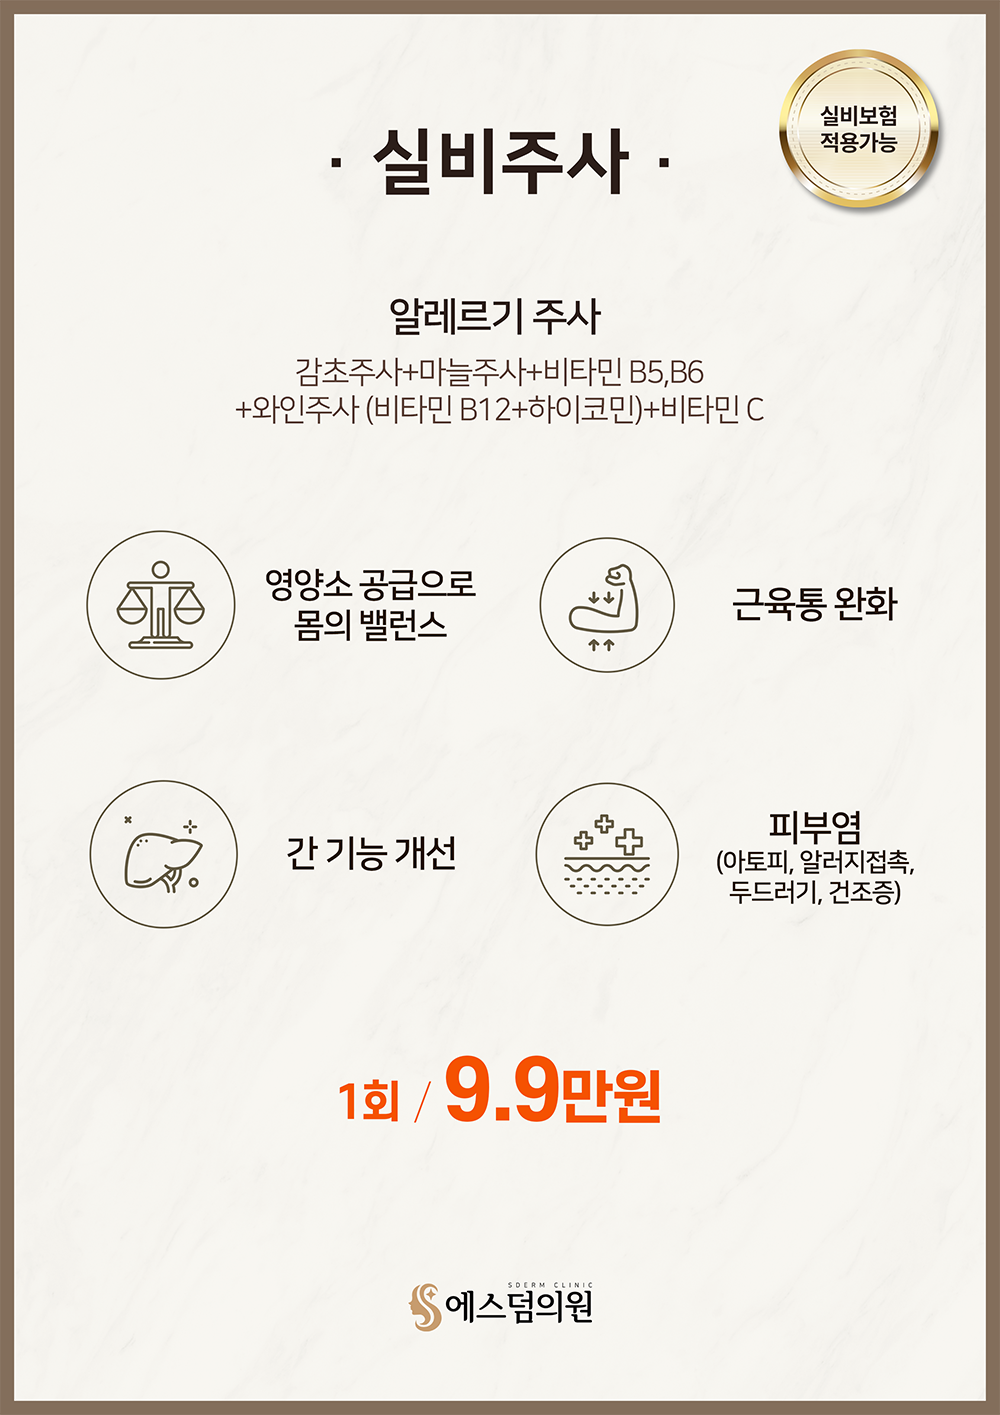 실비보험
적용가능
· 실비주사 ·
알레르기 주사
감초주사+마늘주사+비타민 B5,B6
+와인주사 (비타민 B12+하이코민)+비타민 C
영양소 공급으로
몸의 밸런스
근육통 완화
간 기능 개선
피부염
(아토피, 알러지접촉,
두드러기, 건조증)
1회 / 9.9만원
SDERM CLINIC
에스덤의원